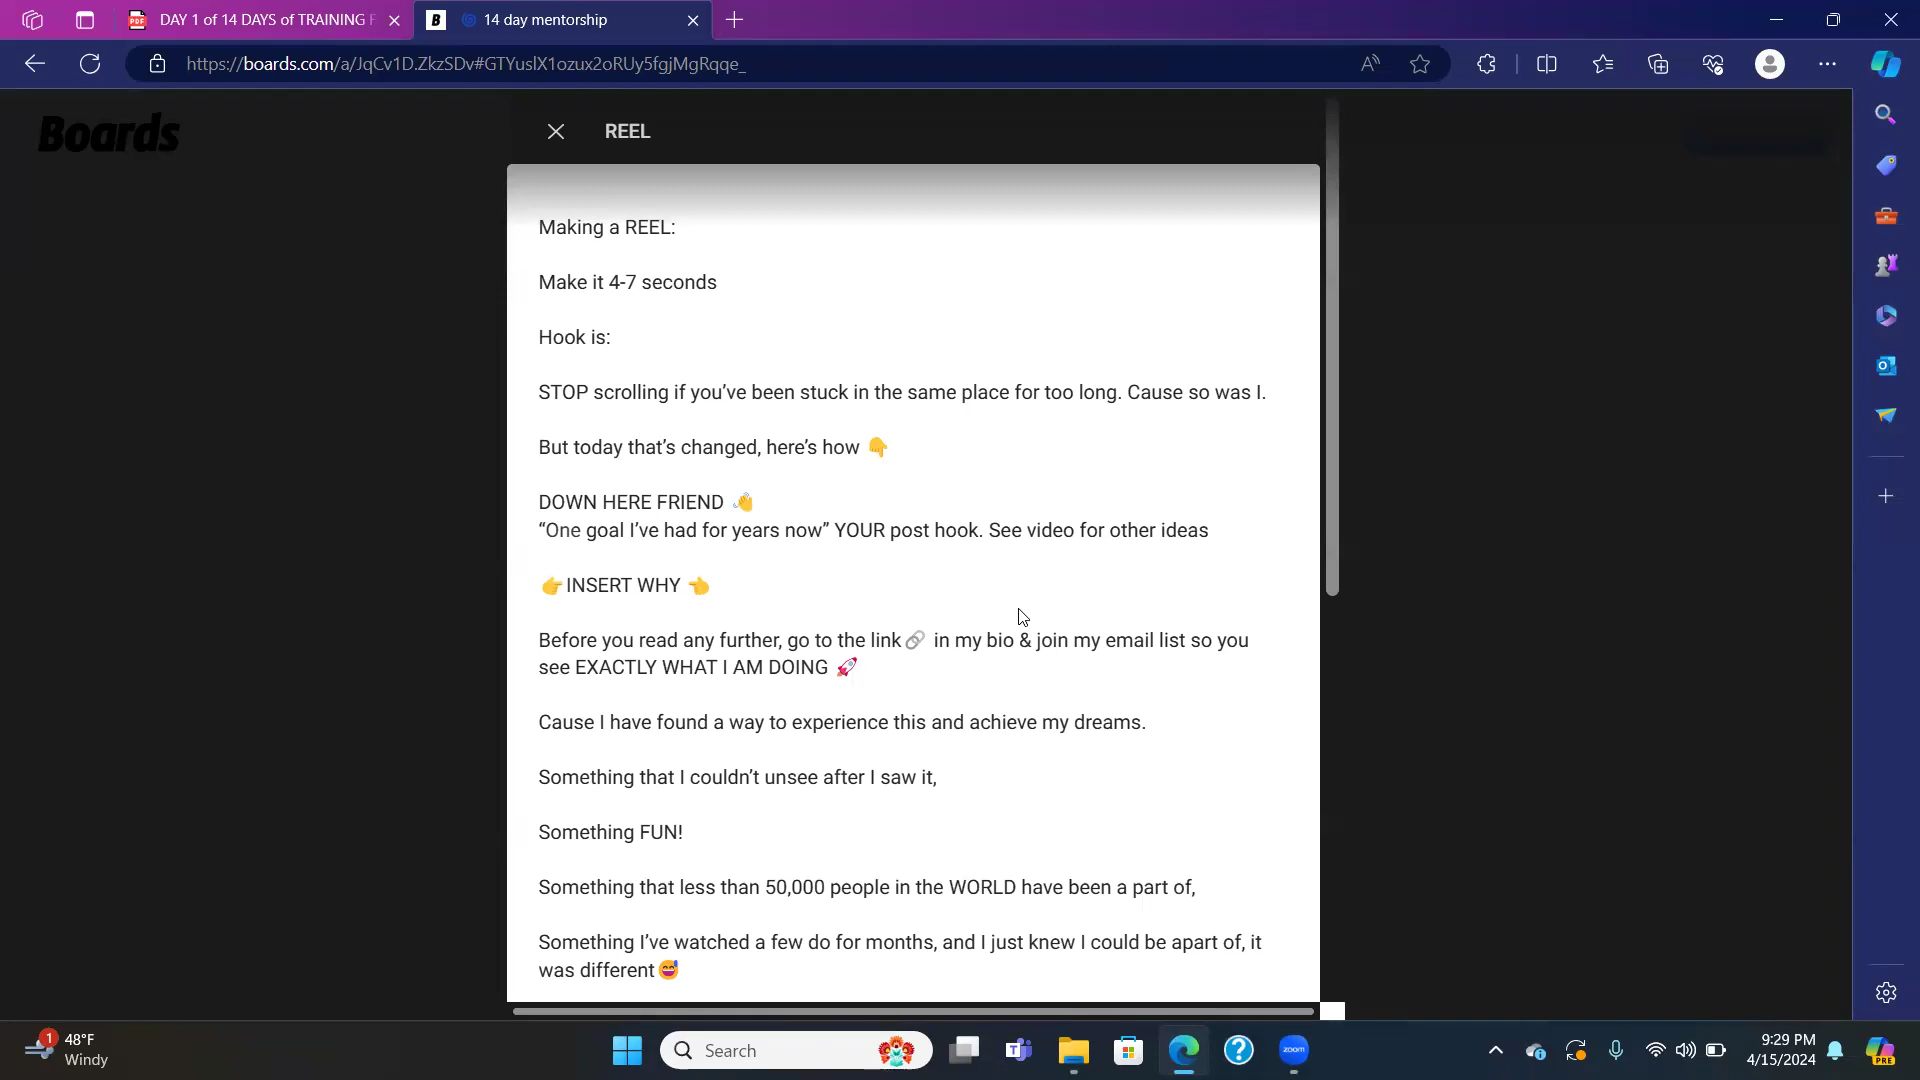 DAY 1 of 14 DAYS of TRAINING F
14 day mentorship
https://boards.com/a/JqCv1D.ZkzSDv#GTYuslX1ozux2oRUy5fgjMgRqqe_
Boards
REEL
Making a REEL:
Make it 4-7 seconds
Hook is:
STOP scrolling if you’ve been stuck in the same place for too long. Cause so was I.
But today that’s changed, here’s how 👇
DOWN HERE FRIEND 👋
“One goal I’ve had for years now” YOUR post hook. See video for other ideas
👉INSERT WHY 👈
Before you read any further, go to the link🔗 in my bio & join my email list so you
see EXACTLY WHAT I AM DOING 🚀
Cause I have found a way to experience this and achieve my dreams.
Something that I couldn’t unsee after I saw it,
Something FUN!
Something that less than 50,000 people in the WORLD have been a part of,
Something I’ve watched a few do for months, and I just knew I could be apart of, it
was different😅
1
48°F
Windy
Search
zoom
9:29 PM
4/15/2024
PRE